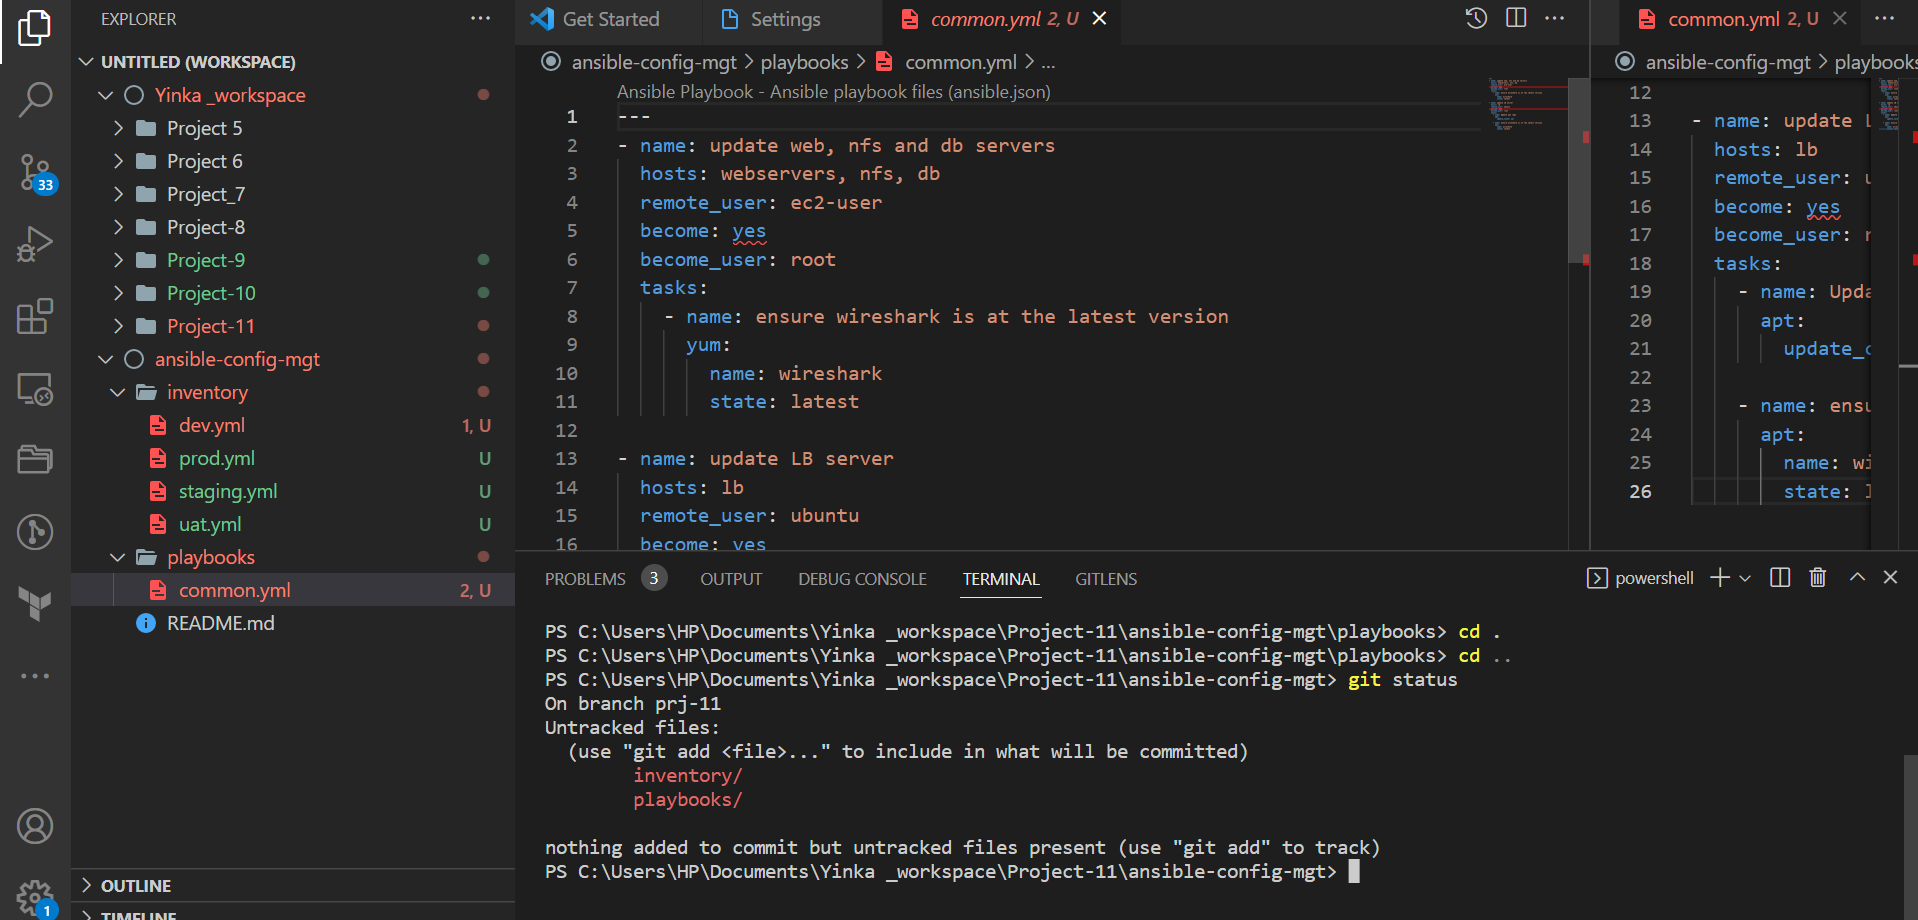 EXPLORER
UNTITLED (WORKSPACE)
Yinka _workspace
Project 5
Project 6
Project_7
Project-8
Project-9
Project-10
Project-11
ansible-config-mgt
inventory
dev.yml 1, U
prod.yml U
staging.yml U
uat.yml U
playbooks
common.yml 2, U
README.md
OUTLINE
TIMELINE
33
1
Get Started
Settings
common.yml 2, U
ansible-config-mgt > playbooks > common.yml > ...
Ansible Playbook - Ansible playbook files (ansible.json)
1 ---
2 - name: update web, nfs and db servers
3 hosts: webservers, nfs, db
4 remote_user: ec2-user
5 become: yes
6 become_user: root
7 tasks:
8 - name: ensure wireshark is at the latest version
9 yum:
10 name: wireshark
11 state: latest
12
13 - name: update LB server
14 hosts: lb
15 remote_user: ubuntu
16 become: yes
common.yml 2, U
ansible-config-mgt > playbooks
12
13 - name: update L
14 hosts: lb
15 remote_user: u
16 become: yes
17 become_user: r
18 tasks:
19 - name: Upda
20 apt:
21 update_c
22
23 - name: ensu
24 apt:
25 name: wi
26 state: l
PROBLEMS 3 OUTPUT DEBUG CONSOLE TERMINAL GITLENS powershell
PS C:\Users\HP\Documents\Yinka _workspace\Project-11\ansible-config-mgt\playbooks> cd .
PS C:\Users\HP\Documents\Yinka _workspace\Project-11\ansible-config-mgt\playbooks> cd ..
PS C:\Users\HP\Documents\Yinka _workspace\Project-11\ansible-config-mgt> git status
On branch prj-11
Untracked files:
(use "git add <file>..." to include in what will be committed)
inventory/
playbooks/
nothing added to commit but untracked files present (use "git add" to track)
PS C:\Users\HP\Documents\Yinka _workspace\Project-11\ansible-config-mgt>